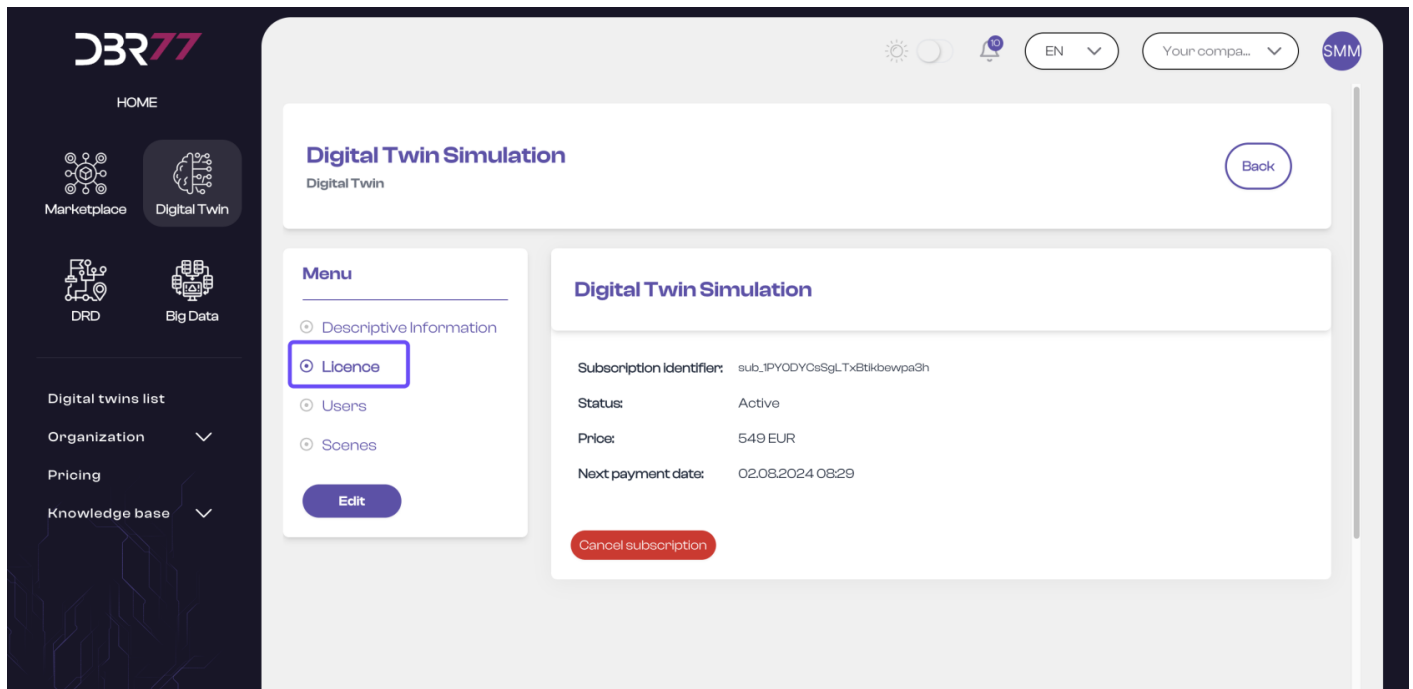 DBR77
HOME
Marketplace
Digital Twin
DRD
Big Data
Digital twins list
Organization
Pricing
Knowledge base
10
EN
Your compa...
SMM
Digital Twin Simulation
Digital Twin
Back
Menu
Descriptive Information
Licence
Users
Scenes
Edit
Digital Twin Simulation
Subscription identifier: sub_1PY0DYCsSgLTxBtikbewpa3h
Status: Active
Price: 549 EUR
Next payment date: 02.08.2024 08:29
Cancel subscription